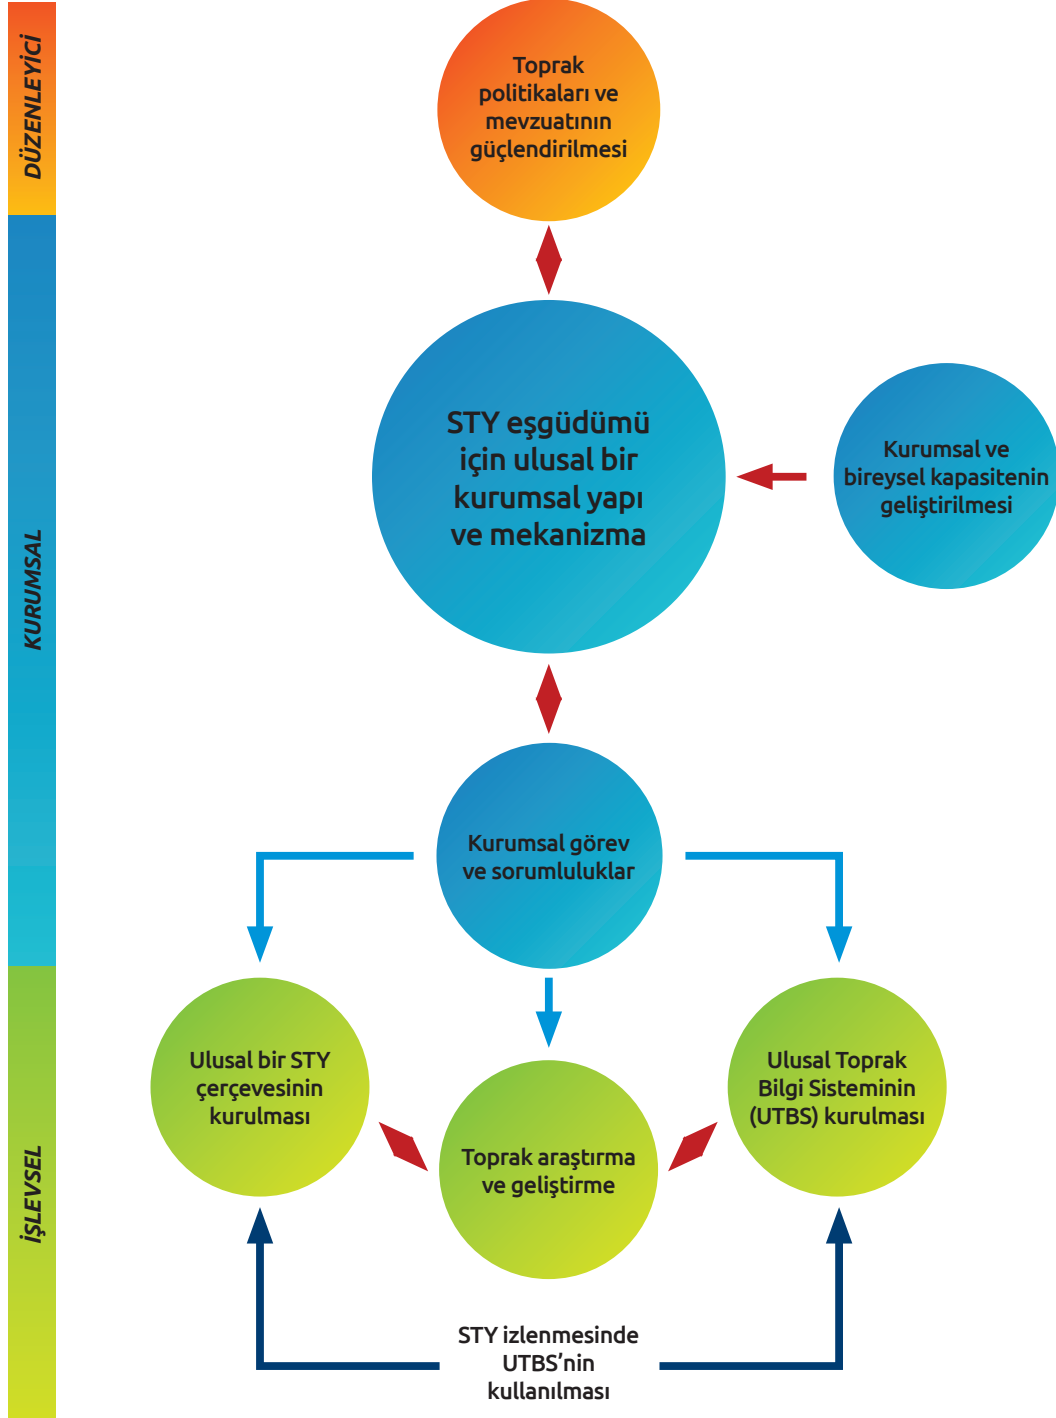 DÜZENLEYİCİ
Toprak
politikaları ve
mevzuatının
güçlendirilmesi
KURUMSAL
STY eşgüdümü
için ulusal bir
kurumsal yapı
ve mekanizma
Kurumsal ve
bireysel kapasitenin
geliştirilmesi
Kurumsal görev
ve sorumluluklar
İŞLEVSEL
Ulusal bir STY
çerçevesinin
kurulması
Toprak araştırma
ve geliştirme
Ulusal Toprak
Bilgi Sisteminin
(UTBS) kurulması
STY izlenmesinde
UTBS’nin
kullanılması